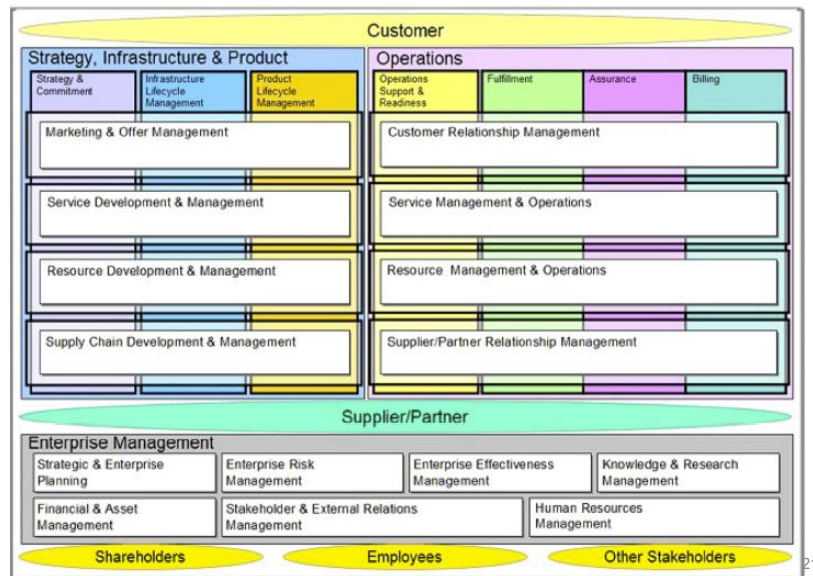 Customer
Strategy, Infrastructure & Product
Operations
Strategy &
Commitment
Infrastructure
Lifecycle
Management
Product
Lifecycle
Management
Operations
Support &
Readiness
Fulfillment
Assurance
Billing
Marketing & Offer Management
Customer Relationship Management
Service Development & Management
Service Management & Operations
Resource Development & Management
Resource Management & Operations
Supply Chain Development & Management
Supplier/Partner Relationship Management
Supplier/Partner
Enterprise Management
Strategic & Enterprise
Planning
Enterprise Risk
Management
Enterprise Effectiveness
Management
Knowledge & Research
Management
Financial & Asset
Management
Stakeholder & External Relations
Management
Human Resources
Management
Shareholders
Employees
Other Stakeholders